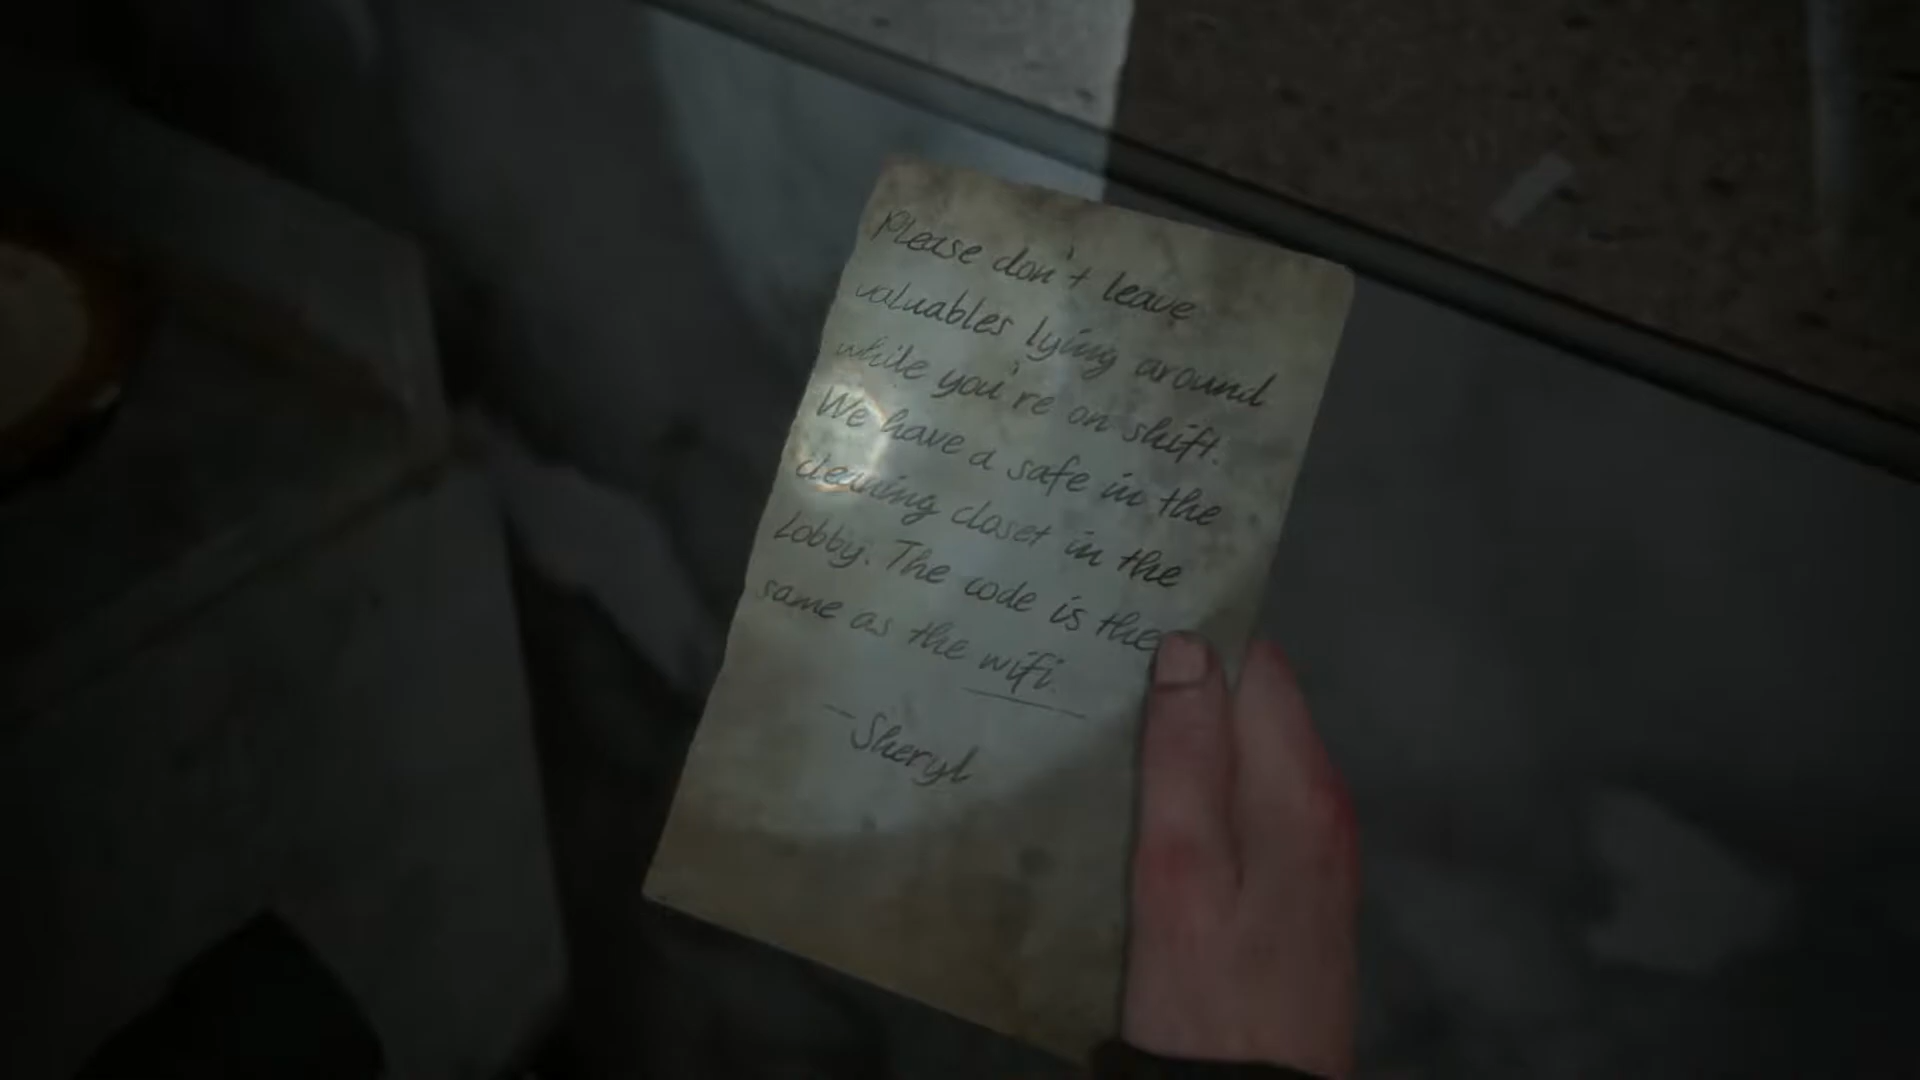 Please don't leave
valuables lying around
while you're on shift.
We have a safe in the
cleaning closet in the
Lobby. The code is the
same as the wifi.
—Sheryl